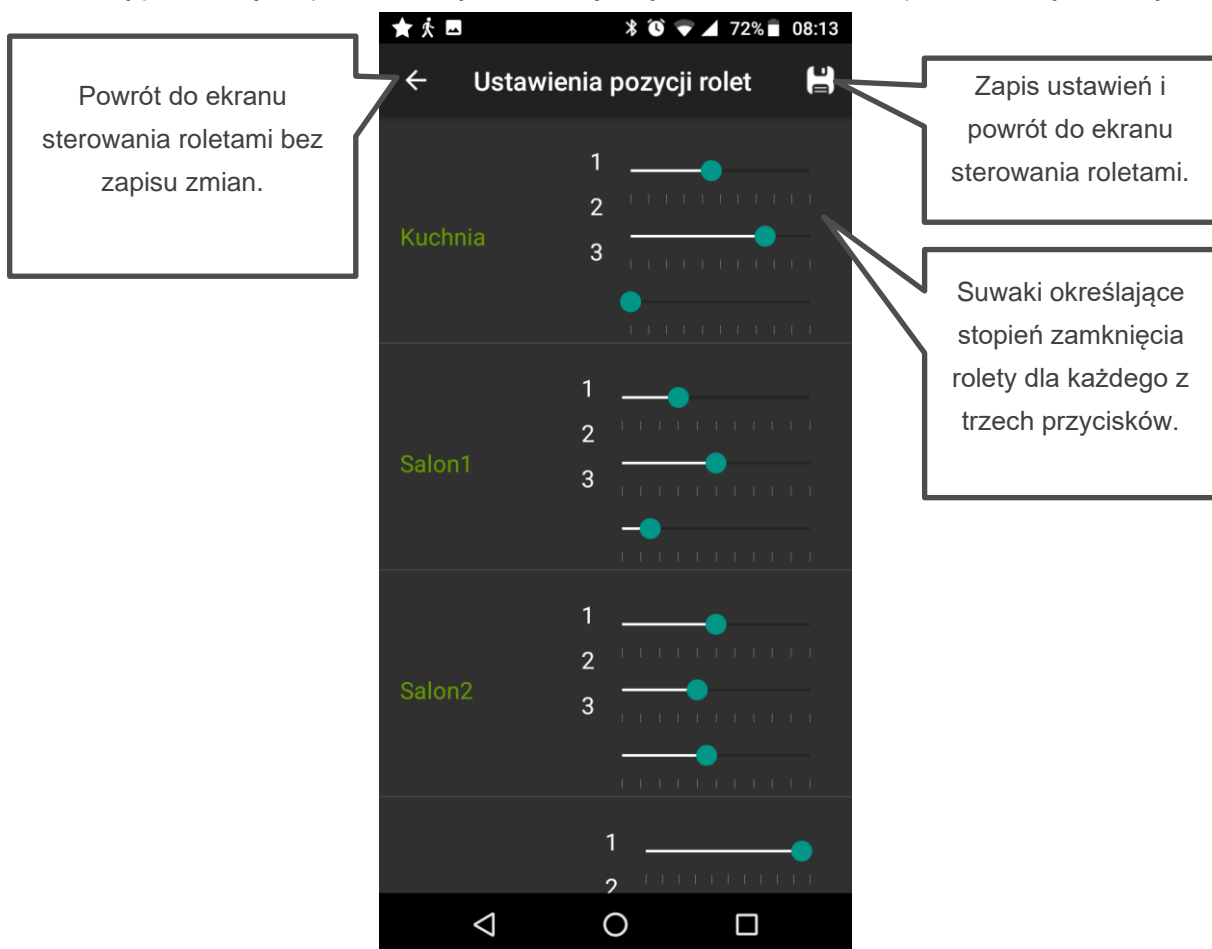 72% 08:13
Ustawienia pozycji rolet
Powrót do ekranu
sterowania roletami bez
zapisu zmian.
Zapis ustawień i
powrót do ekranu
sterowania roletami.
Suwaki określające
stopień zamknięcia
rolety dla każdego z
trzech przycisków.
Kuchnia
1
2
3
Salon1
1
2
3
Salon2
1
2
3
1
2